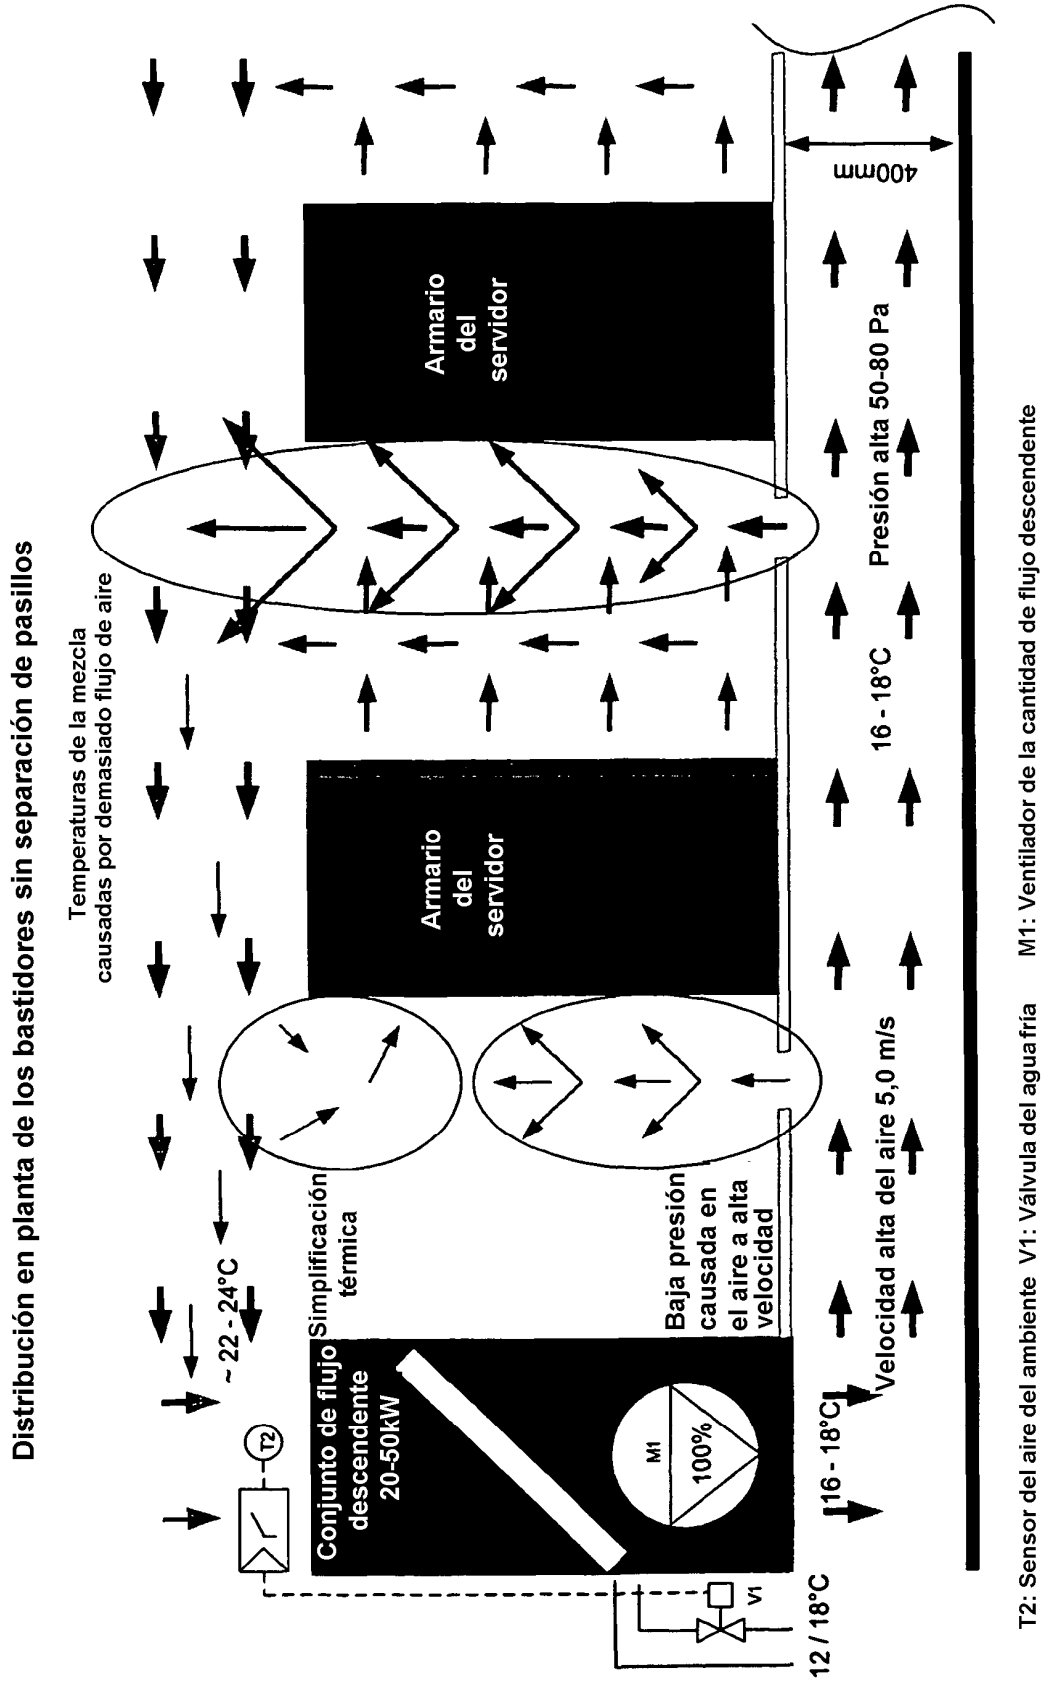 Distribución en planta de los bastidores sin separación de pasillos
Temperaturas de la mezcla
causadas por demasiado flujo de aire
~ 22 - 24°C
T2
Conjunto de flujo
descendente
20-50kW
M1
100%
Simplificación
térmica
Baja presión
causada en
el aire a alta
velocidad
Armario
del
servidor
Armario
del
servidor
V1
12 / 18°C
16 - 18°C
Velocidad alta del aire 5,0 m/s
16 - 18°C
Presión alta 50-80 Pa
400mm
T2: Sensor del aire del ambiente V1: Válvula del agua fría M1: Ventilador de la cantidad de flujo descendente